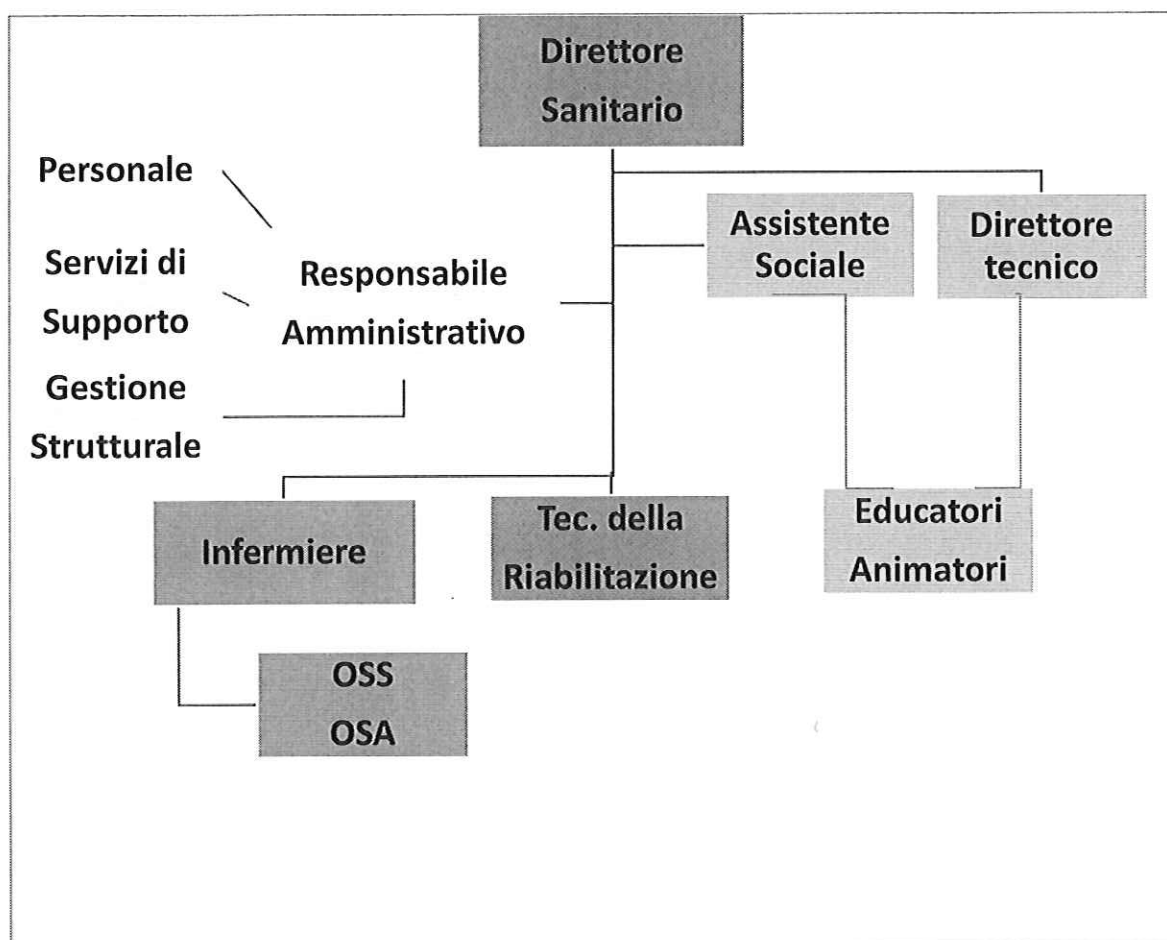 Direttore
Sanitario
Personale
Servizi di
Supporto
Gestione
Strutturale
Responsabile
Amministrativo
Assistente
Sociale
Direttore
tecnico
Infermiere
Tec. della
Riabilitazione
Educatori
Animatori
OSS
OSA